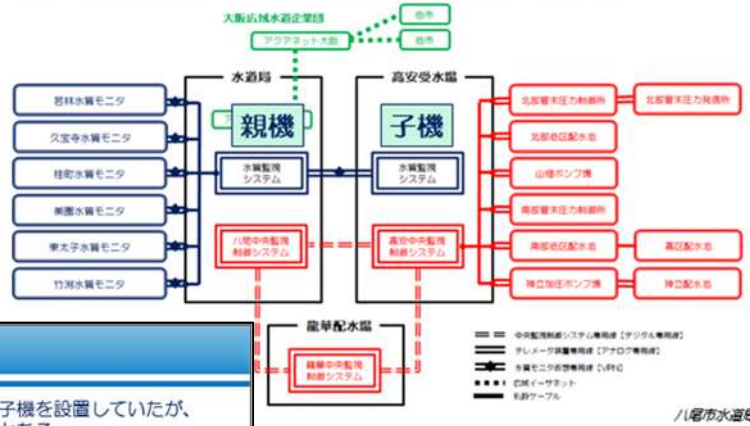 大阪広域水道企業団
他市
アクアネット大阪
他市
水道局
高安受水場
親機
子機
若林水質モニタ
久宝寺水質モニタ
桂町水質モニタ
美園水質モニタ
東太子水質モニタ
竹渕水質モニタ
水質監視
システム
水質監視
システム
八尾中央監視
制御システム
高安中央監視
制御システム
北部管末圧力制御所
北部管末圧力発信所
北部低区配水池
山畑ポンプ場
南部管末圧力制御所
南部低区配水池
高区配水池
神立加圧ポンプ場
神立配水池
龍華配水場
龍華中央監視
制御システム
中央監視制御システム専用線【デジタル専用線】
テレメータ装置専用線【アナログ専用線】
水質モニタ仮想専用線【VPN】
広域イーサネット
私設ケーブル
子機を設置していたが、
八尾市水道局